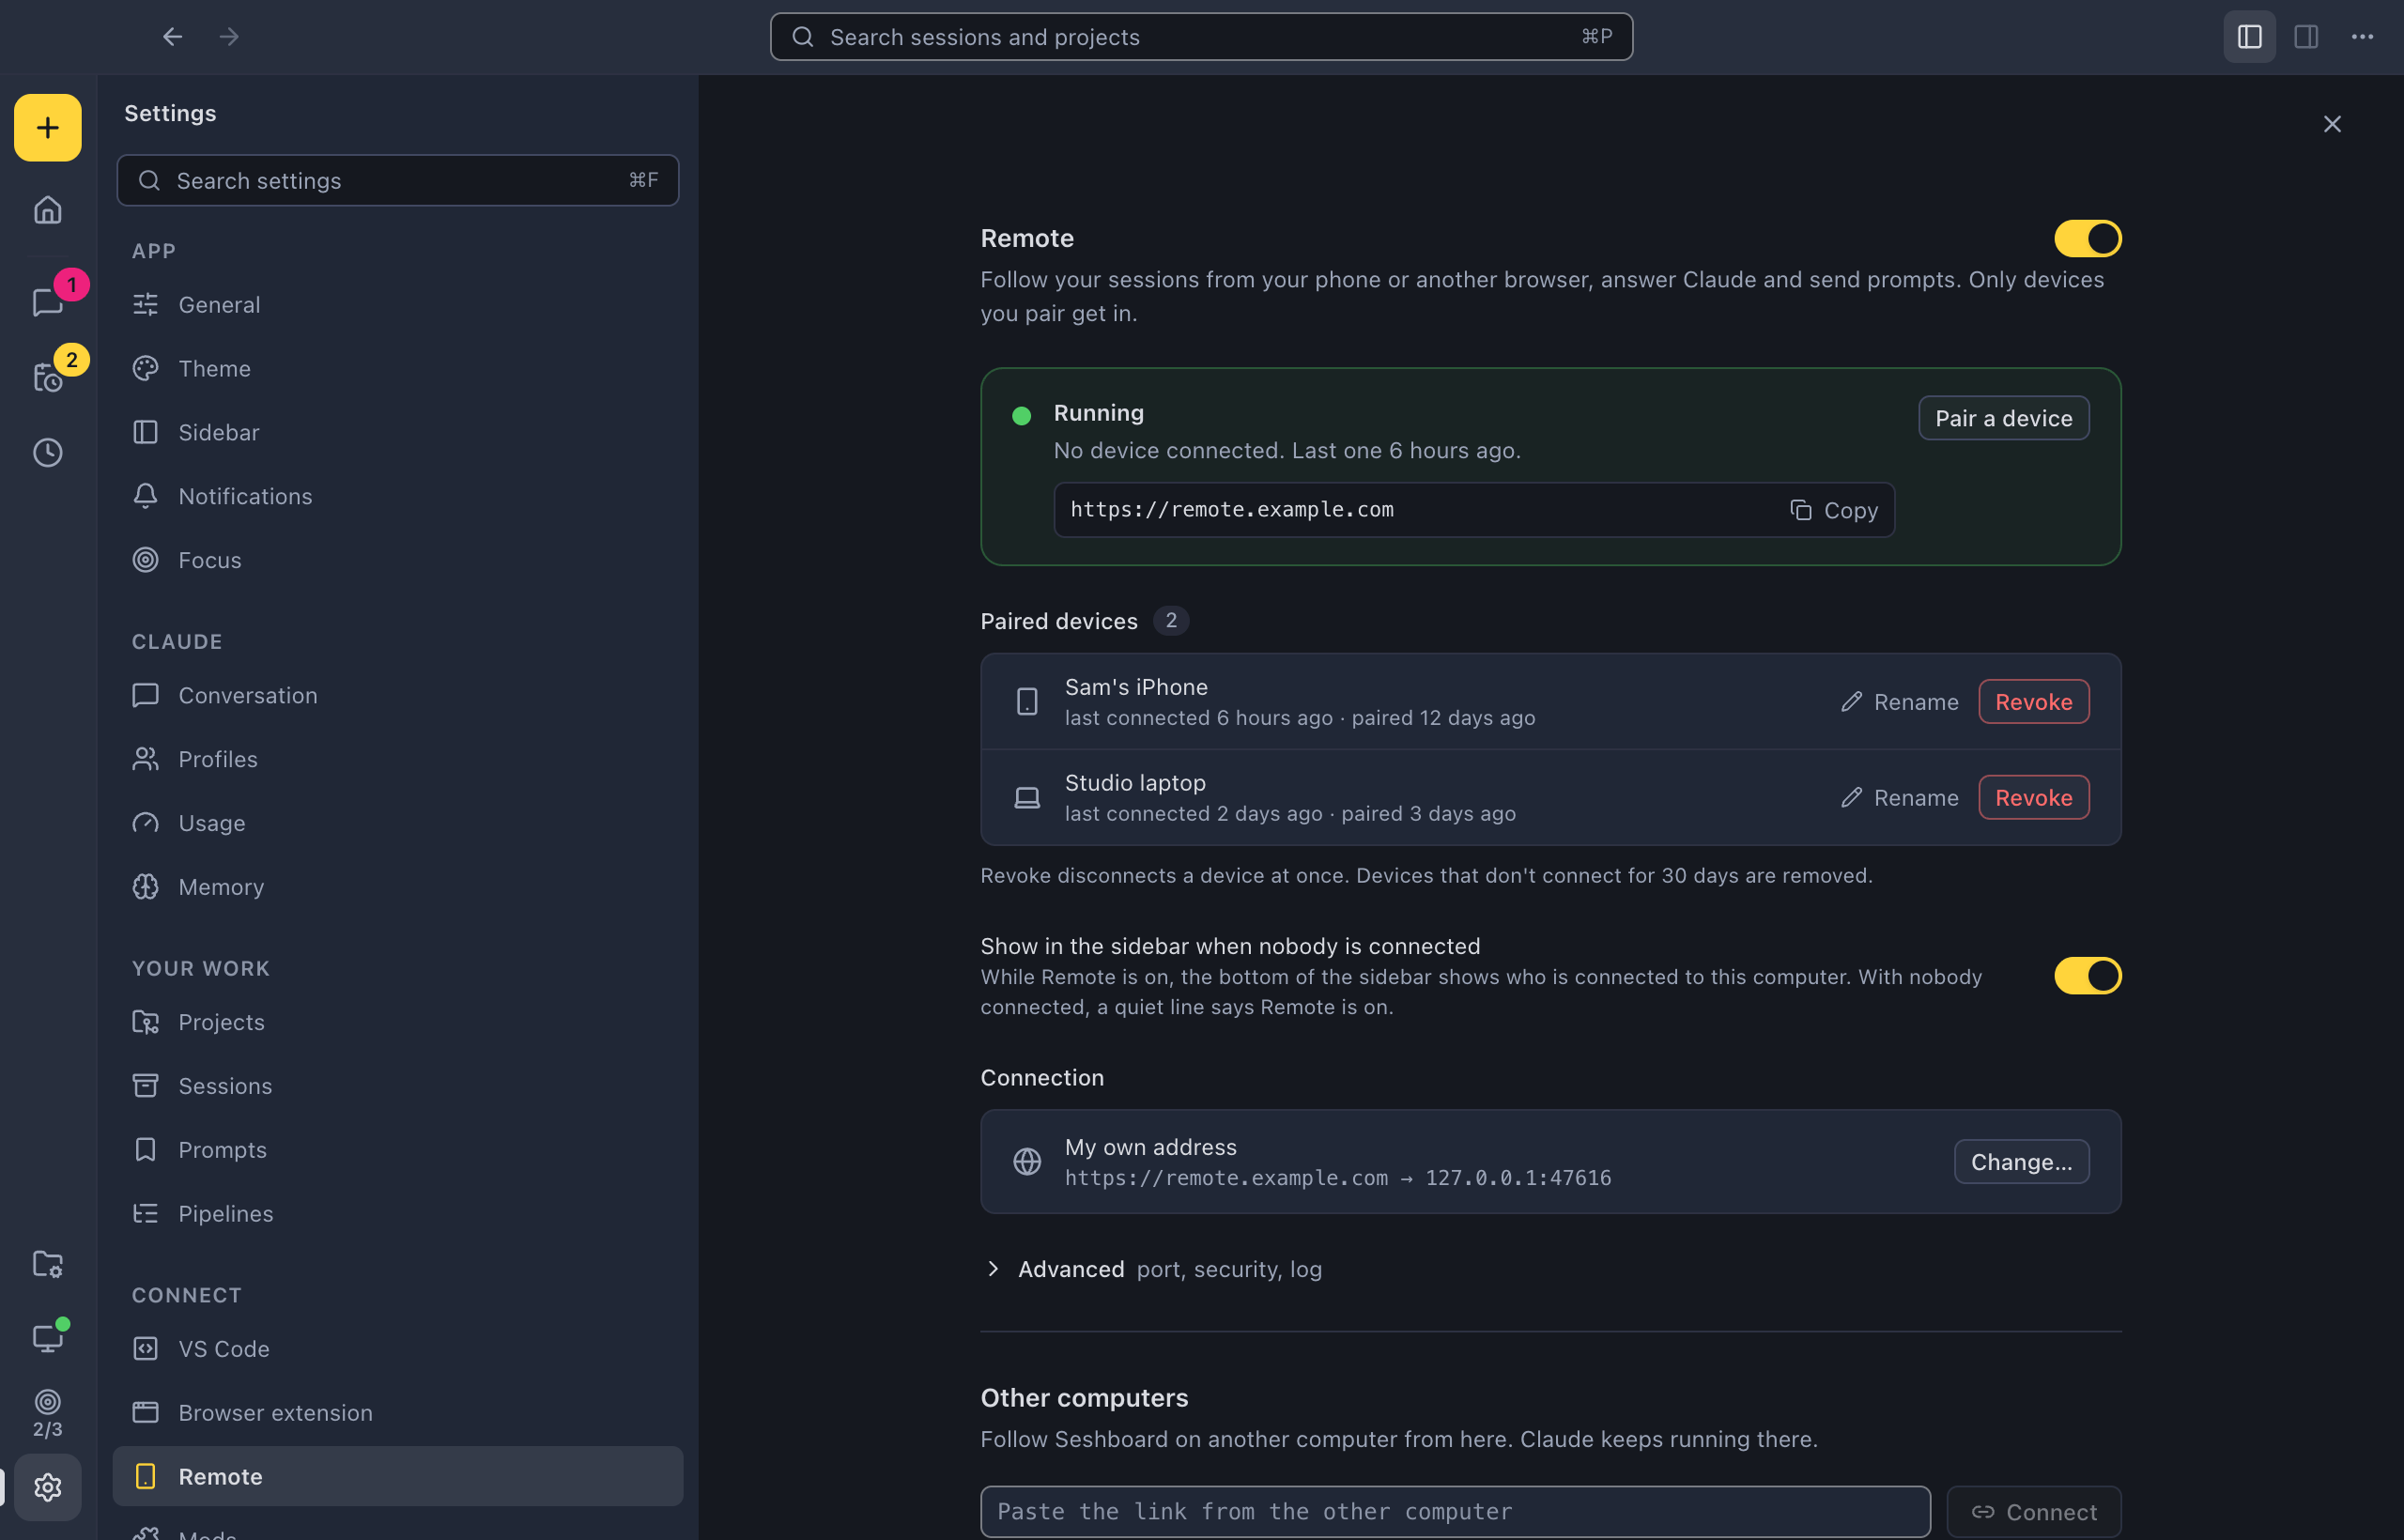 Search sessions and projects
⌘P
Settings
Search settings
⌘F
APP
General
Theme
Sidebar
Notifications
Focus
CLAUDE
Conversation
Profiles
Usage
Memory
YOUR WORK
Projects
Sessions
Prompts
Pipelines
CONNECT
VS Code
Browser extension
Remote
Mods
1
2
2/3
Remote
Follow your sessions from your phone or another browser, answer Claude and send prompts. Only devices
you pair get in.
Running
Pair a device
No device connected. Last one 6 hours ago.
https://remote.example.com
Copy
Paired devices 2
Sam's iPhone
last connected 6 hours ago · paired 12 days ago
Rename
Revoke
Studio laptop
last connected 2 days ago · paired 3 days ago
Rename
Revoke
Revoke disconnects a device at once. Devices that don't connect for 30 days are removed.
Show in the sidebar when nobody is connected
While Remote is on, the bottom of the sidebar shows who is connected to this computer. With nobody
connected, a quiet line says Remote is on.
Connection
My own address
https://remote.example.com → 127.0.0.1:47616
Change...
Advanced port, security, log
Other computers
Follow Seshboard on another computer from here. Claude keeps running there.
Paste the link from the other computer
Connect